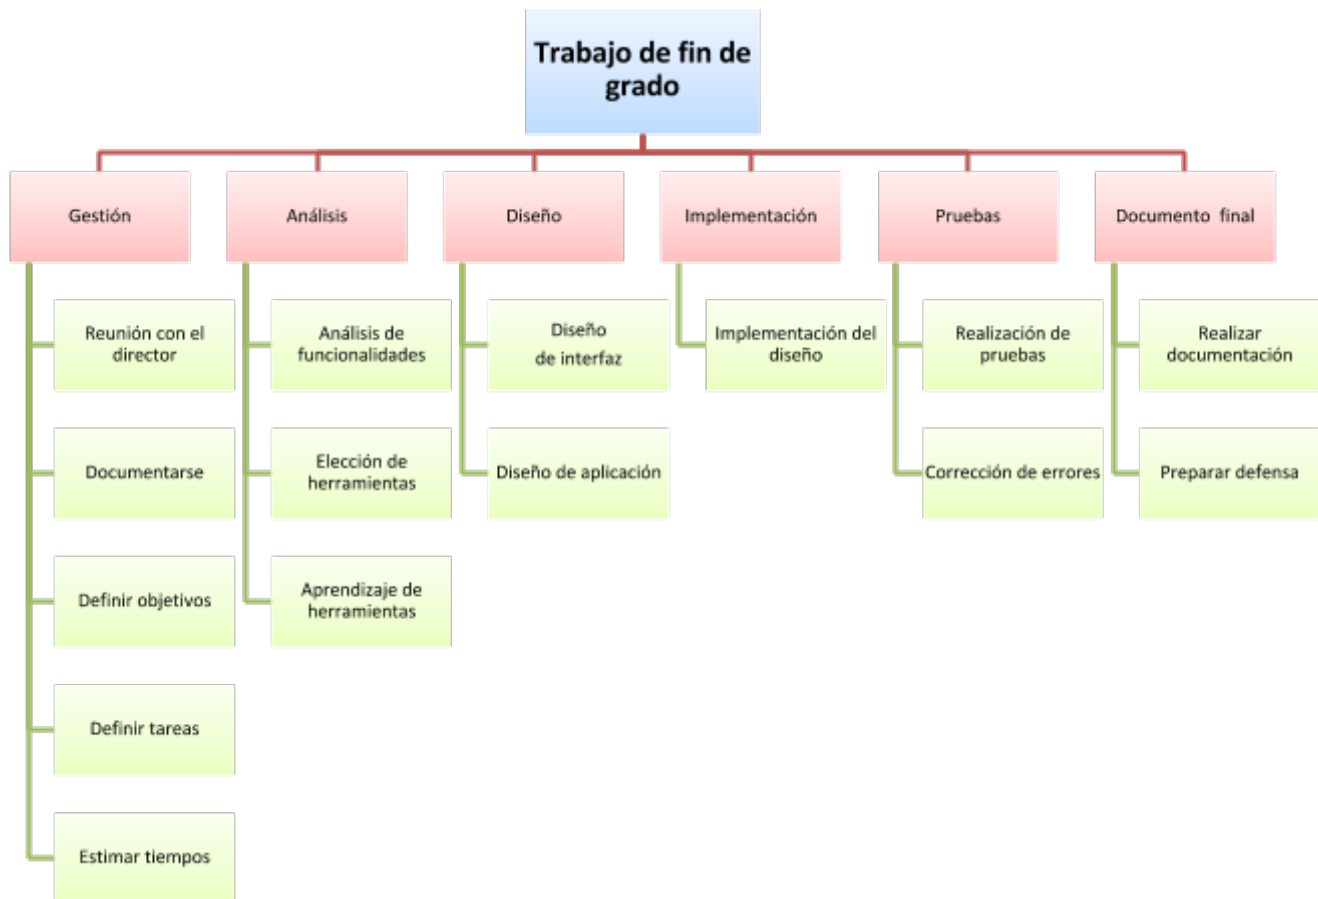 Trabajo de fin de
grado
Gestión
Análisis
Diseño
Implementación
Pruebas
Documento final
Reunión con el
director
Análisis de
funcionalidades
Diseño
de interfaz
Implementación del
diseño
Realización de
pruebas
Realizar
documentación
Documentarse
Elección de
herramientas
Diseño de aplicación
Corrección de errores
Preparar defensa
Definir objetivos
Aprendizaje de
herramientas
Definir tareas
Estimar tiempos